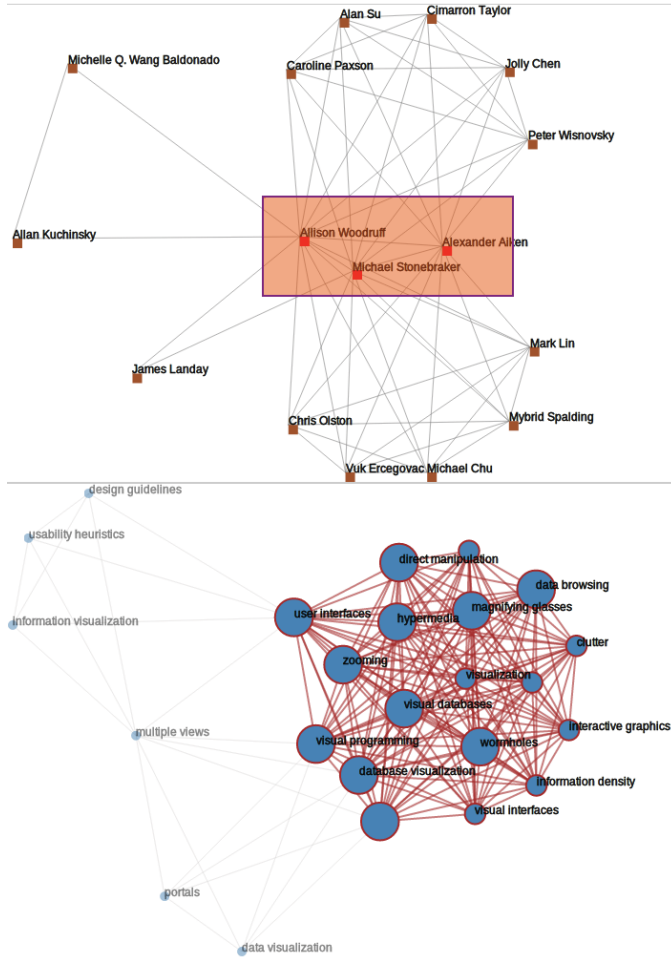 Alan Su
Cimarron Taylor
Michelle Q. Wang Baldonado
Caroline Paxson
Jolly Chen
Peter Wisnovsky
Allan Kuchinsky
Allison Woodruff
Alexander Aiken
Michael Stonebraker
Mark Lin
James Landay
Chris Olston
Mybrid Spalding
Vuk Ercegovac
Michael Chu
design guidelines
usability heuristics
direct manipulation
data browsing
information visualization
user interfaces
hypermedia
magnifying glasses
clutter
zooming
visualization
visual databases
multiple views
visual programming
wormholes
interactive graphics
database visualization
information density
visual interfaces
portals
data visualization